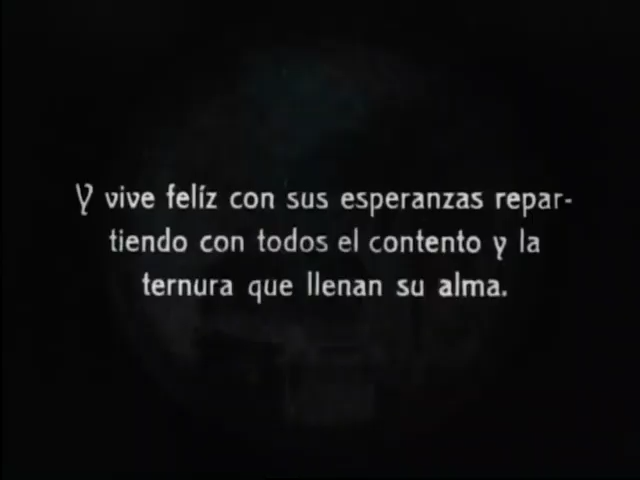 Y vive felíz con sus esperanzas repar-
tiendo con todos el contento y la
ternura que llenan su alma.